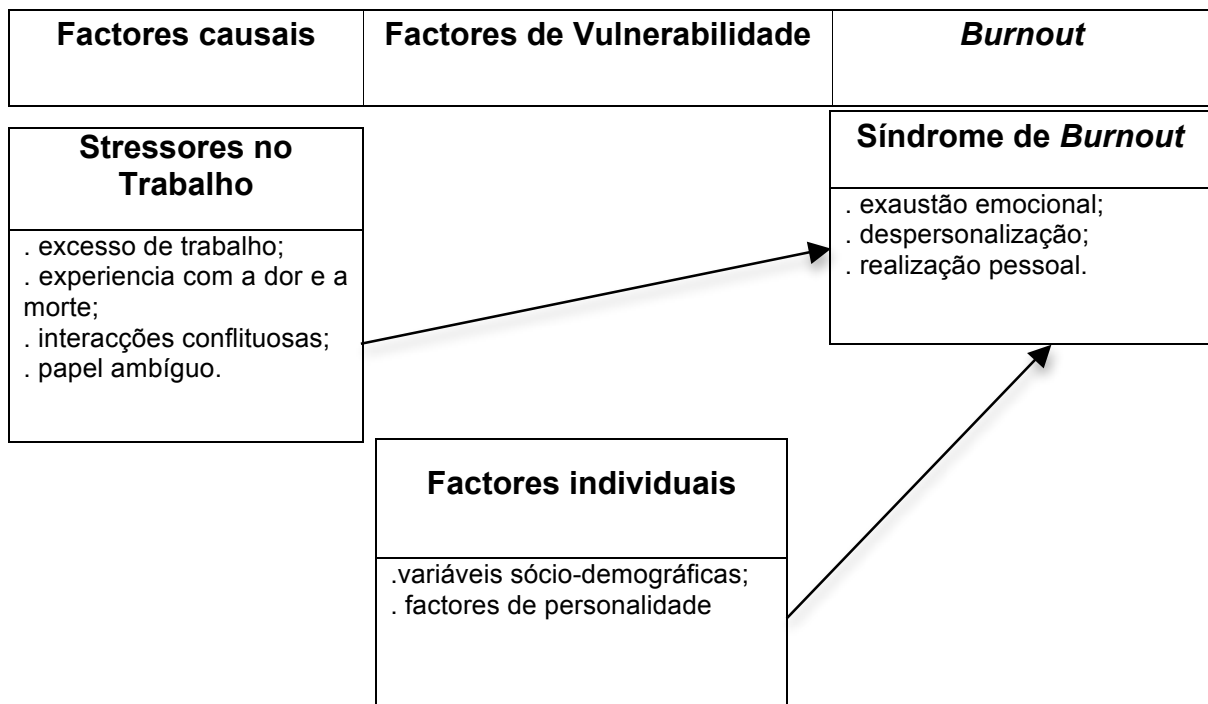 Factores causais
Factores de Vulnerabilidade
Burnout
Stressores no
Trabalho
. excesso de trabalho;
. experiencia com a dor e a
morte;
. interacções conflituosas;
. papel ambíguo.
Síndrome de Burnout
. exaustão emocional;
. despersonalização;
. realização pessoal.
Factores individuais
.variáveis sócio-demográficas;
. factores de personalidade